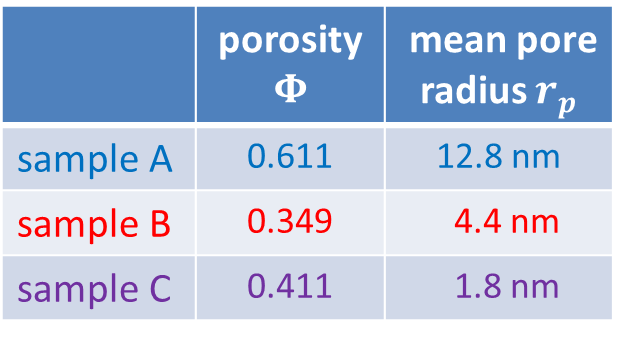 porosity mean pore
Φ radius r_p
sample A 0.611 12.8 nm
sample B 0.349 4.4 nm
sample C 0.411 1.8 nm